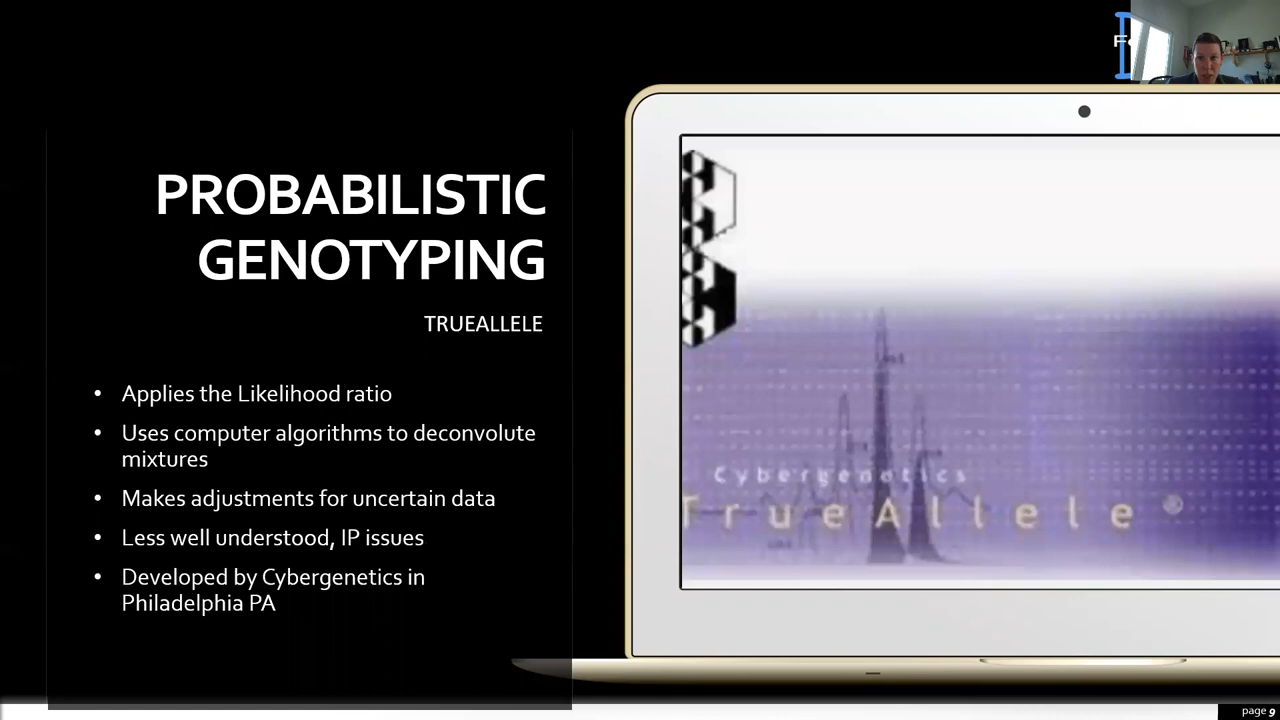 PROBABILISTIC
GENOTYPING
TRUEALLELE
• Applies the Likelihood ratio
• Uses computer algorithms to deconvolute
mixtures
• Makes adjustments for uncertain data
• Less well understood, IP issues
• Developed by Cybergenetics in
Philadelphia PA
Cybergenetics
TrueAllele®
page 9